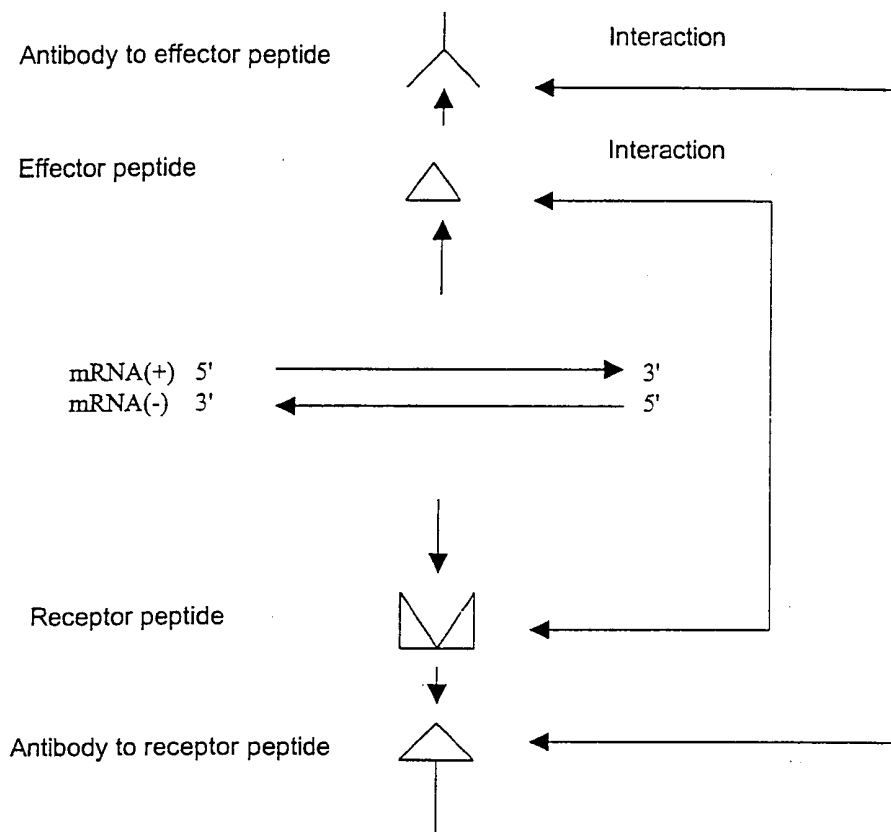 Antibody to effector peptide
Interaction
Effector peptide
Interaction
mRNA(+) 5' 3'
mRNA(-) 3' 5'
Receptor peptide
Antibody to receptor peptide